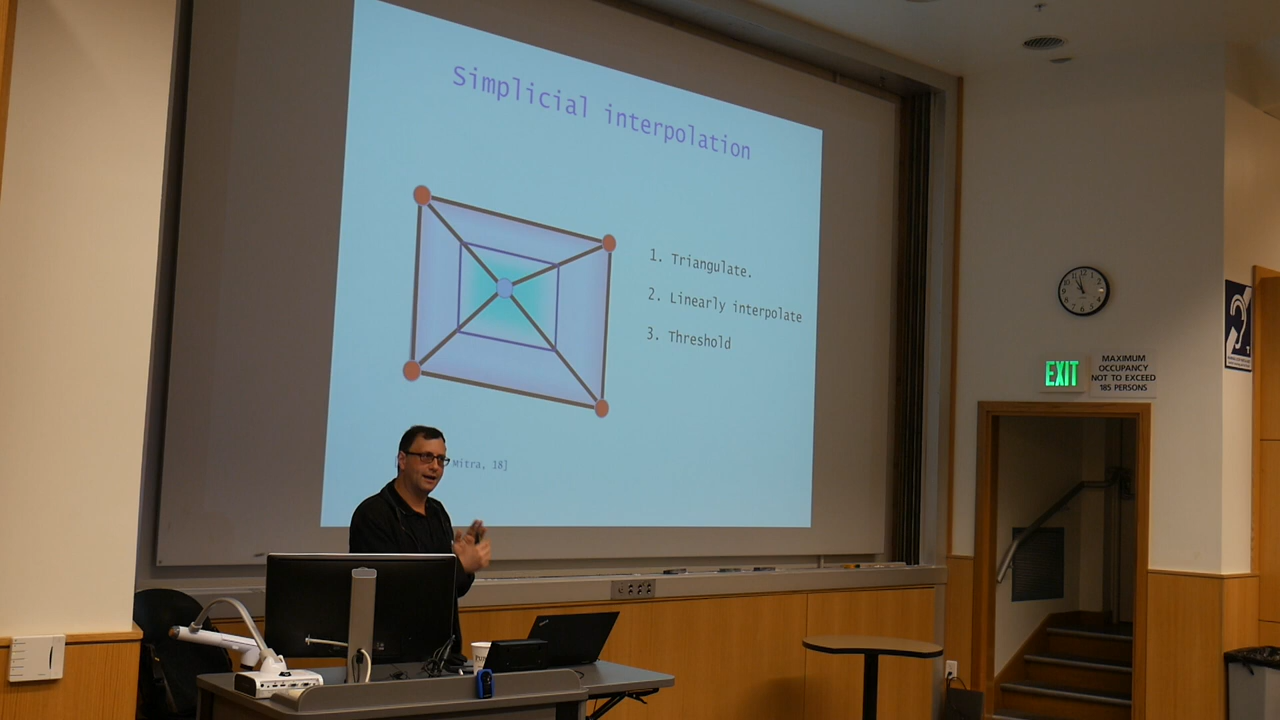 Simplicial interpolation
1. Triangulate.
2. Linearly interpolate
3. Threshold
Mitra, 18]
EXIT
MAXIMUM
OCCUPANCY
NOT TO EXCEED
185 PERSONS